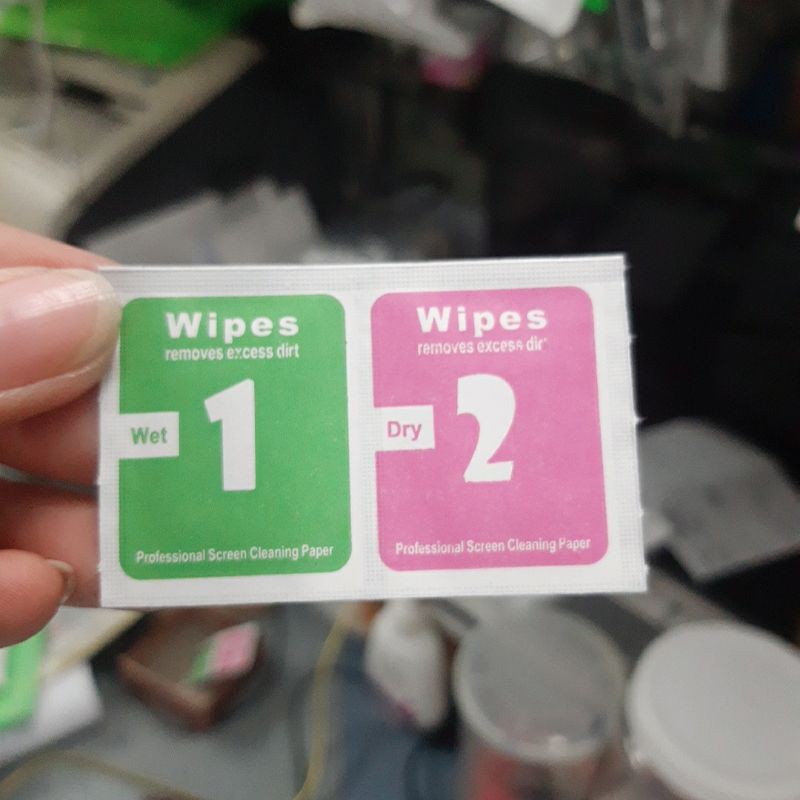 Wipes
removes excess dirt
Wet
1
Professional Screen Cleaning Paper
Wipes
removes excess dir
Dry
2
Professional Screen Cleaning Paper